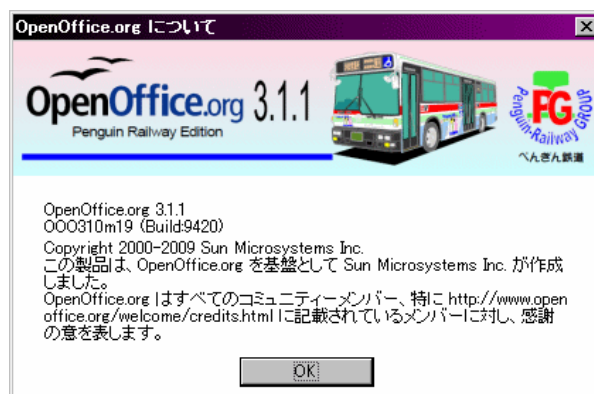 OpenOffice.org について
OpenOffice.org 3.1.1
Penguin Railway Edition
PG
Penguin-Railway GROUP
ぺんぎん鉄道
OpenOffice.org 3.1.1
OOO310m19 (Build:9420)
Copyright 2000-2009 Sun Microsystems Inc.
この製品は、OpenOffice.org を基盤として Sun Microsystems Inc. が作成
しました。
OpenOffice.org はすべてのコミュニティーメンバー、特に http://www.open
office.org/welcome/credits.html に記載されているメンバーに対し、感謝
の意を表します。
OK